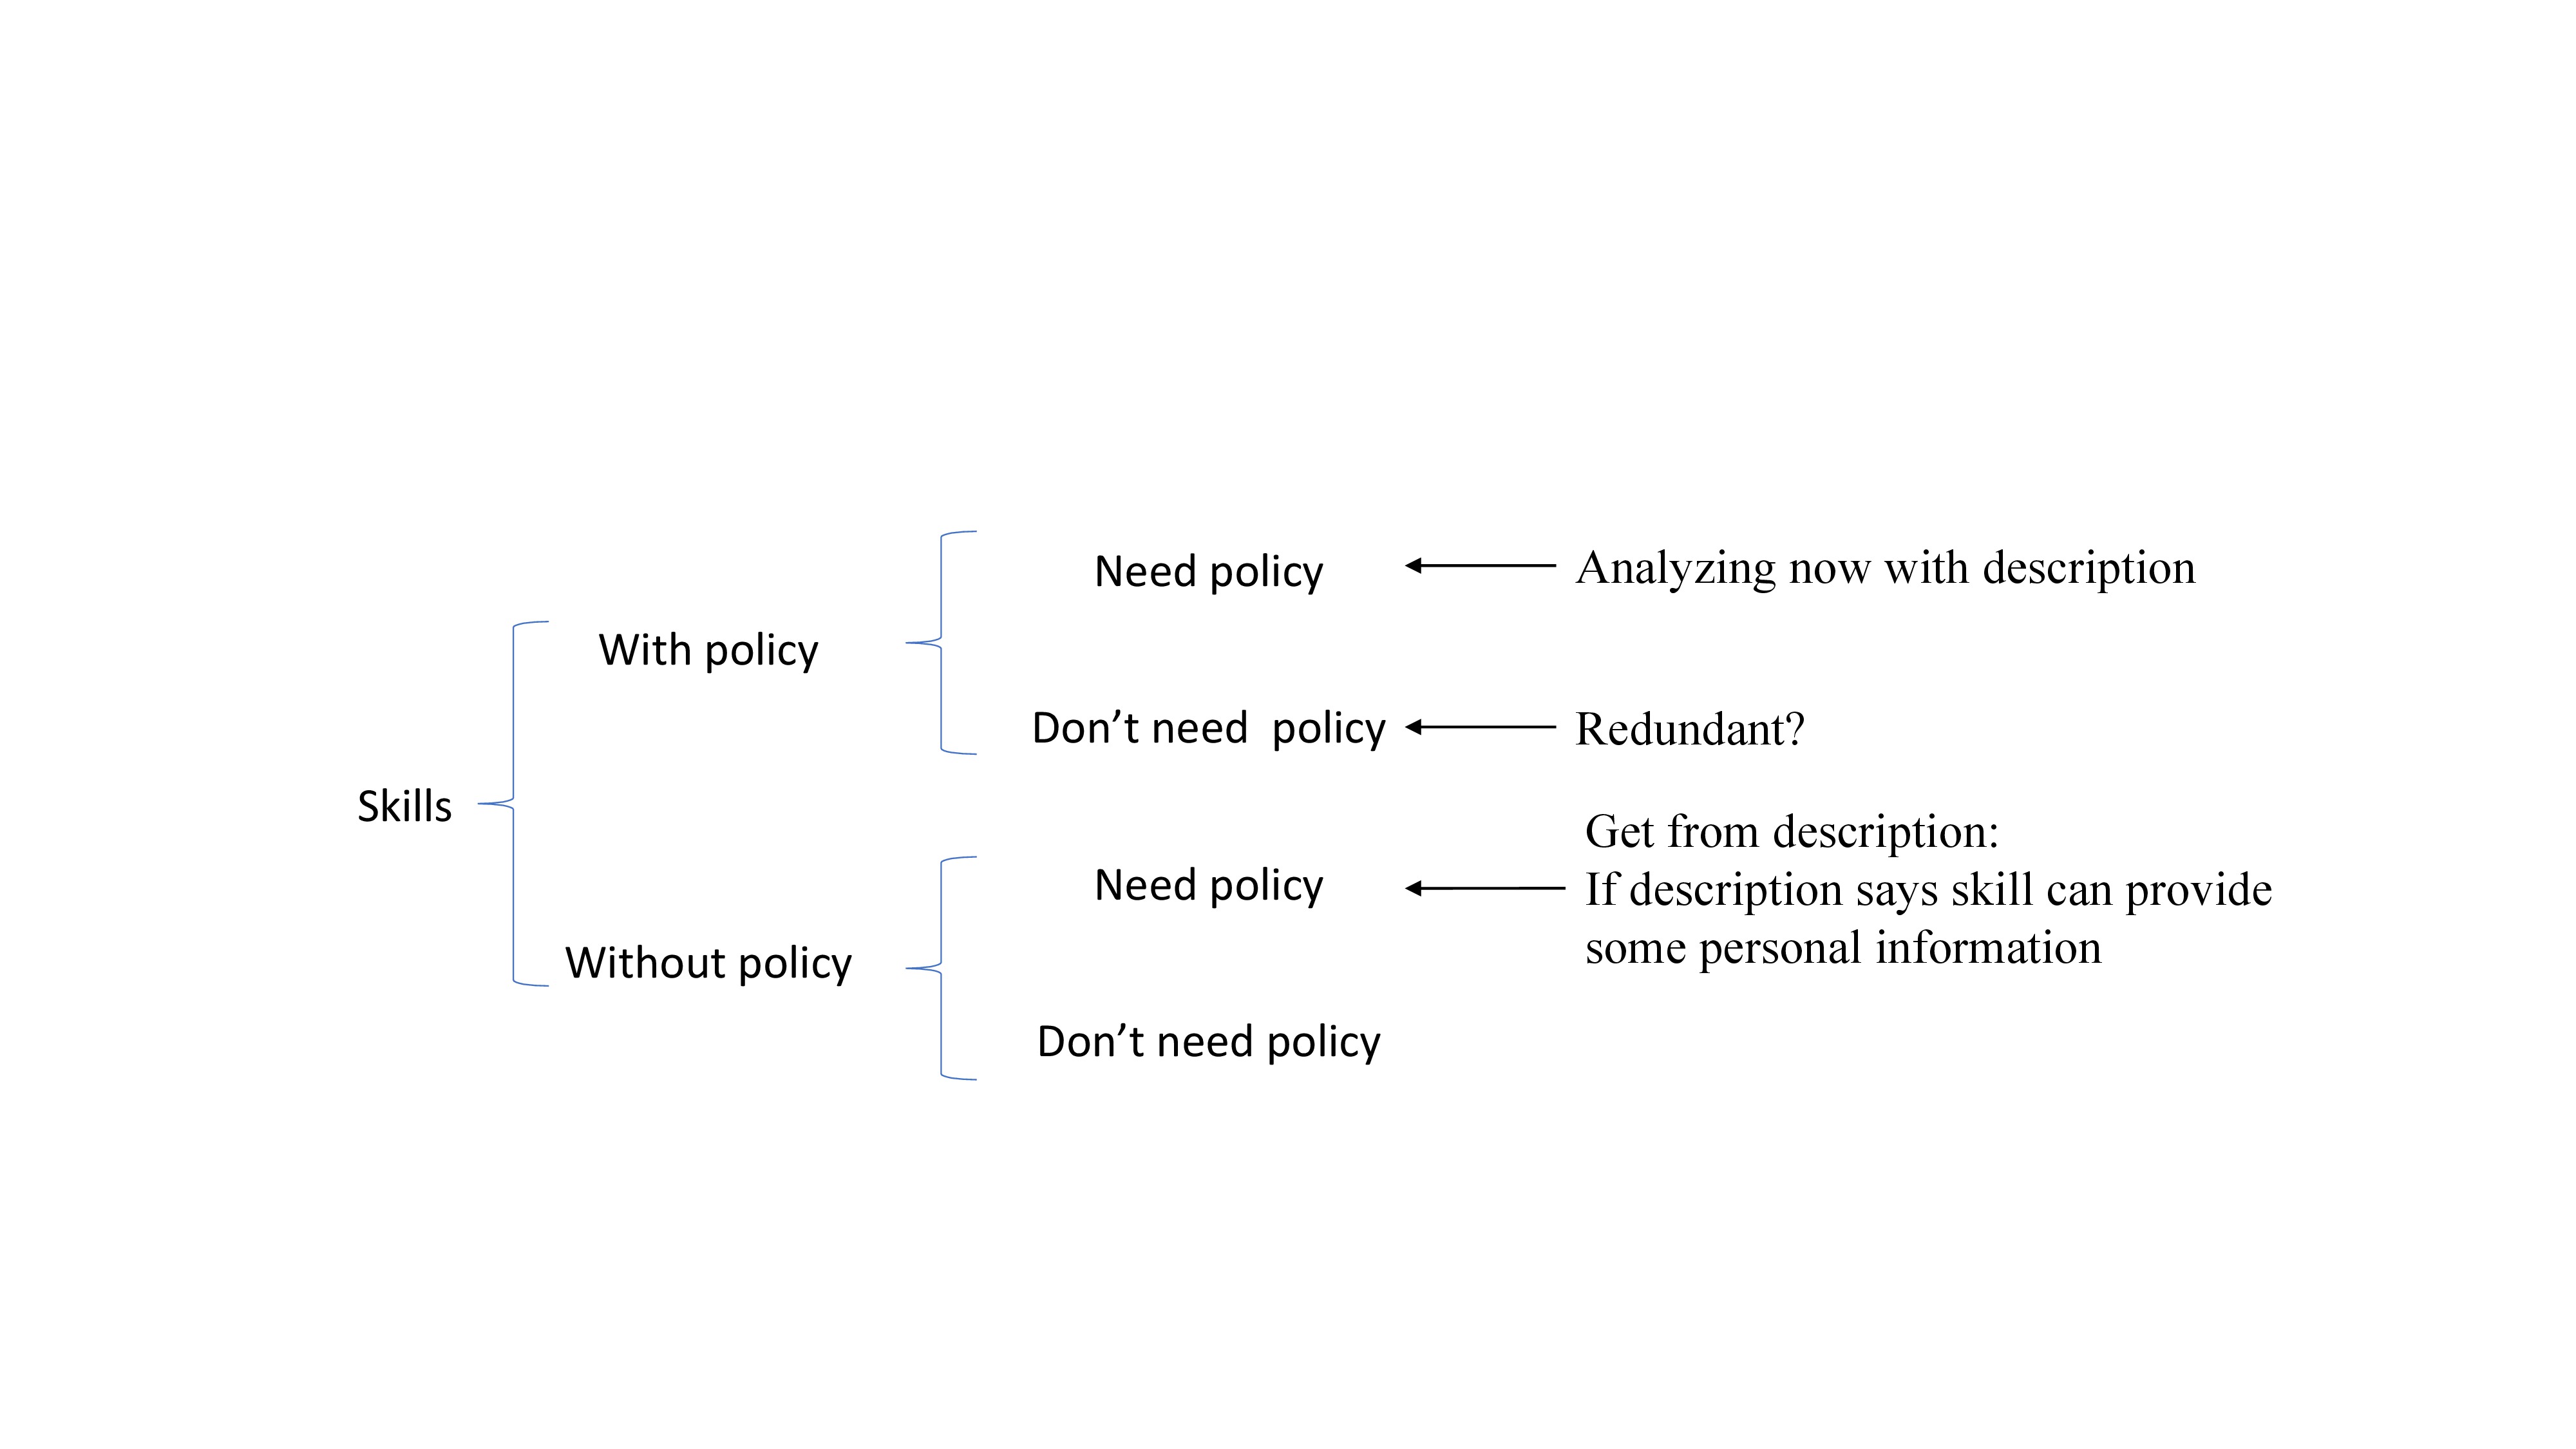 Need policy
Analyzing now with description
With policy
Don’t need  policy
Redundant?
Skills
Get from description:
Need policy
If description says skill can provide
some personal information
Without policy
Don’t need policy